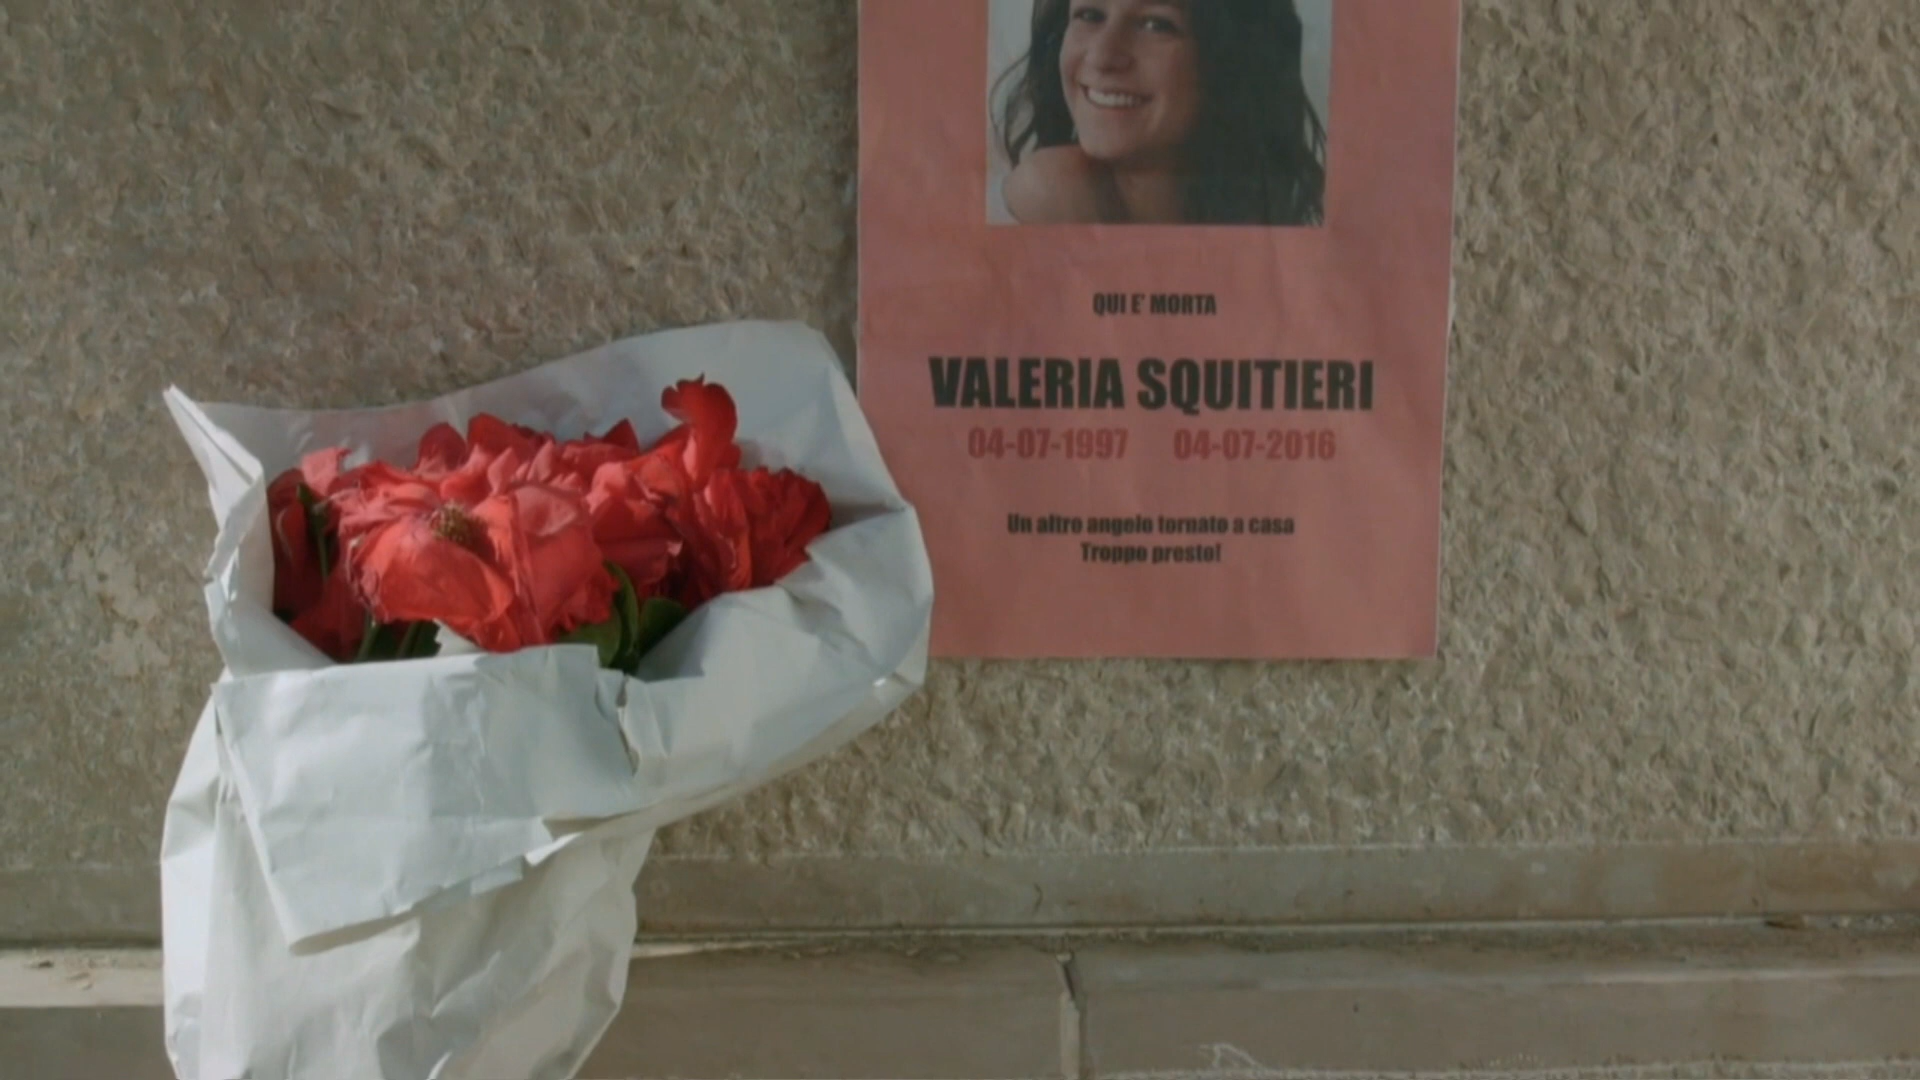 QUI E' MORTA
VALERIA SQUITIERI
04-07-1997 04-07-2016
Un altro angelo tornato a casa
Troppo presto!